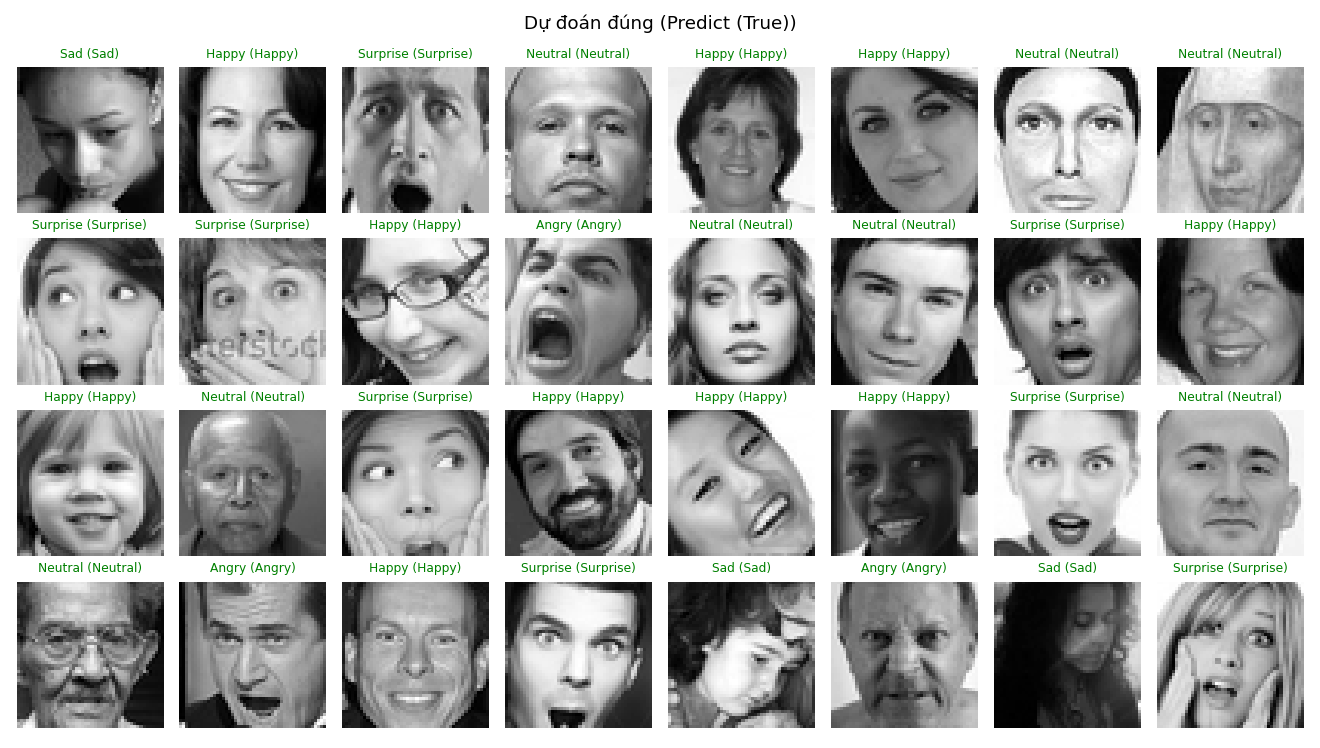 Dự đoán đúng (Predict (True))
Sad (Sad) Happy (Happy) Surprise (Surprise) Neutral (Neutral) Happy (Happy) Happy (Happy) Neutral (Neutral) Neutral (Neutral)
Surprise (Surprise) Surprise (Surprise) Happy (Happy) Angry (Angry) Neutral (Neutral) Neutral (Neutral) Surprise (Surprise) Happy (Happy)
terstock
Happy (Happy) Neutral (Neutral) Surprise (Surprise) Happy (Happy) Happy (Happy) Happy (Happy) Surprise (Surprise) Neutral (Neutral)
Neutral (Neutral) Angry (Angry) Happy (Happy) Surprise (Surprise) Sad (Sad) Angry (Angry) Sad (Sad) Surprise (Surprise)